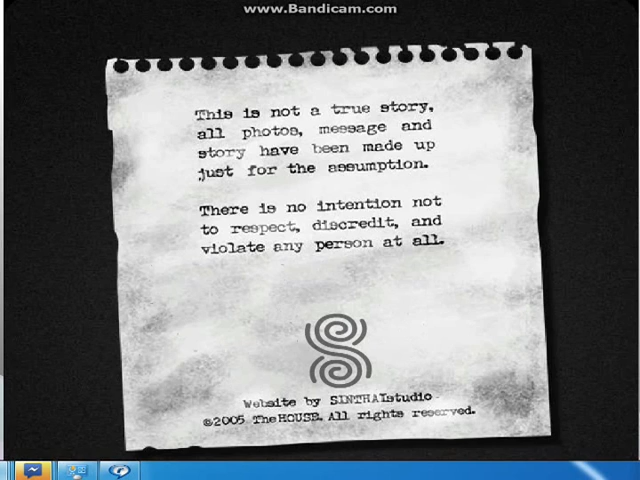 www.Bandicam.com
This is not a true story,
all photos, message and
story have been made up
just for the assumption.
There is no intention not
to respect, discredit, and
violate any person at all.
Website by SINTHAIstudio
©2005 TheHOUSE. All rights reserved.